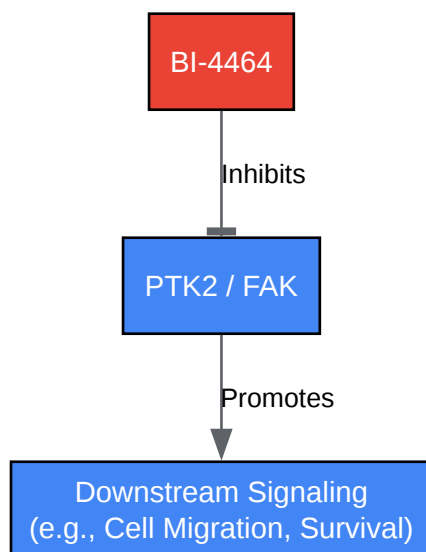 BI-4464
Inhibits
PTK2 / FAK
Promotes
Downstream Signaling
(e.g., Cell Migration, Survival)